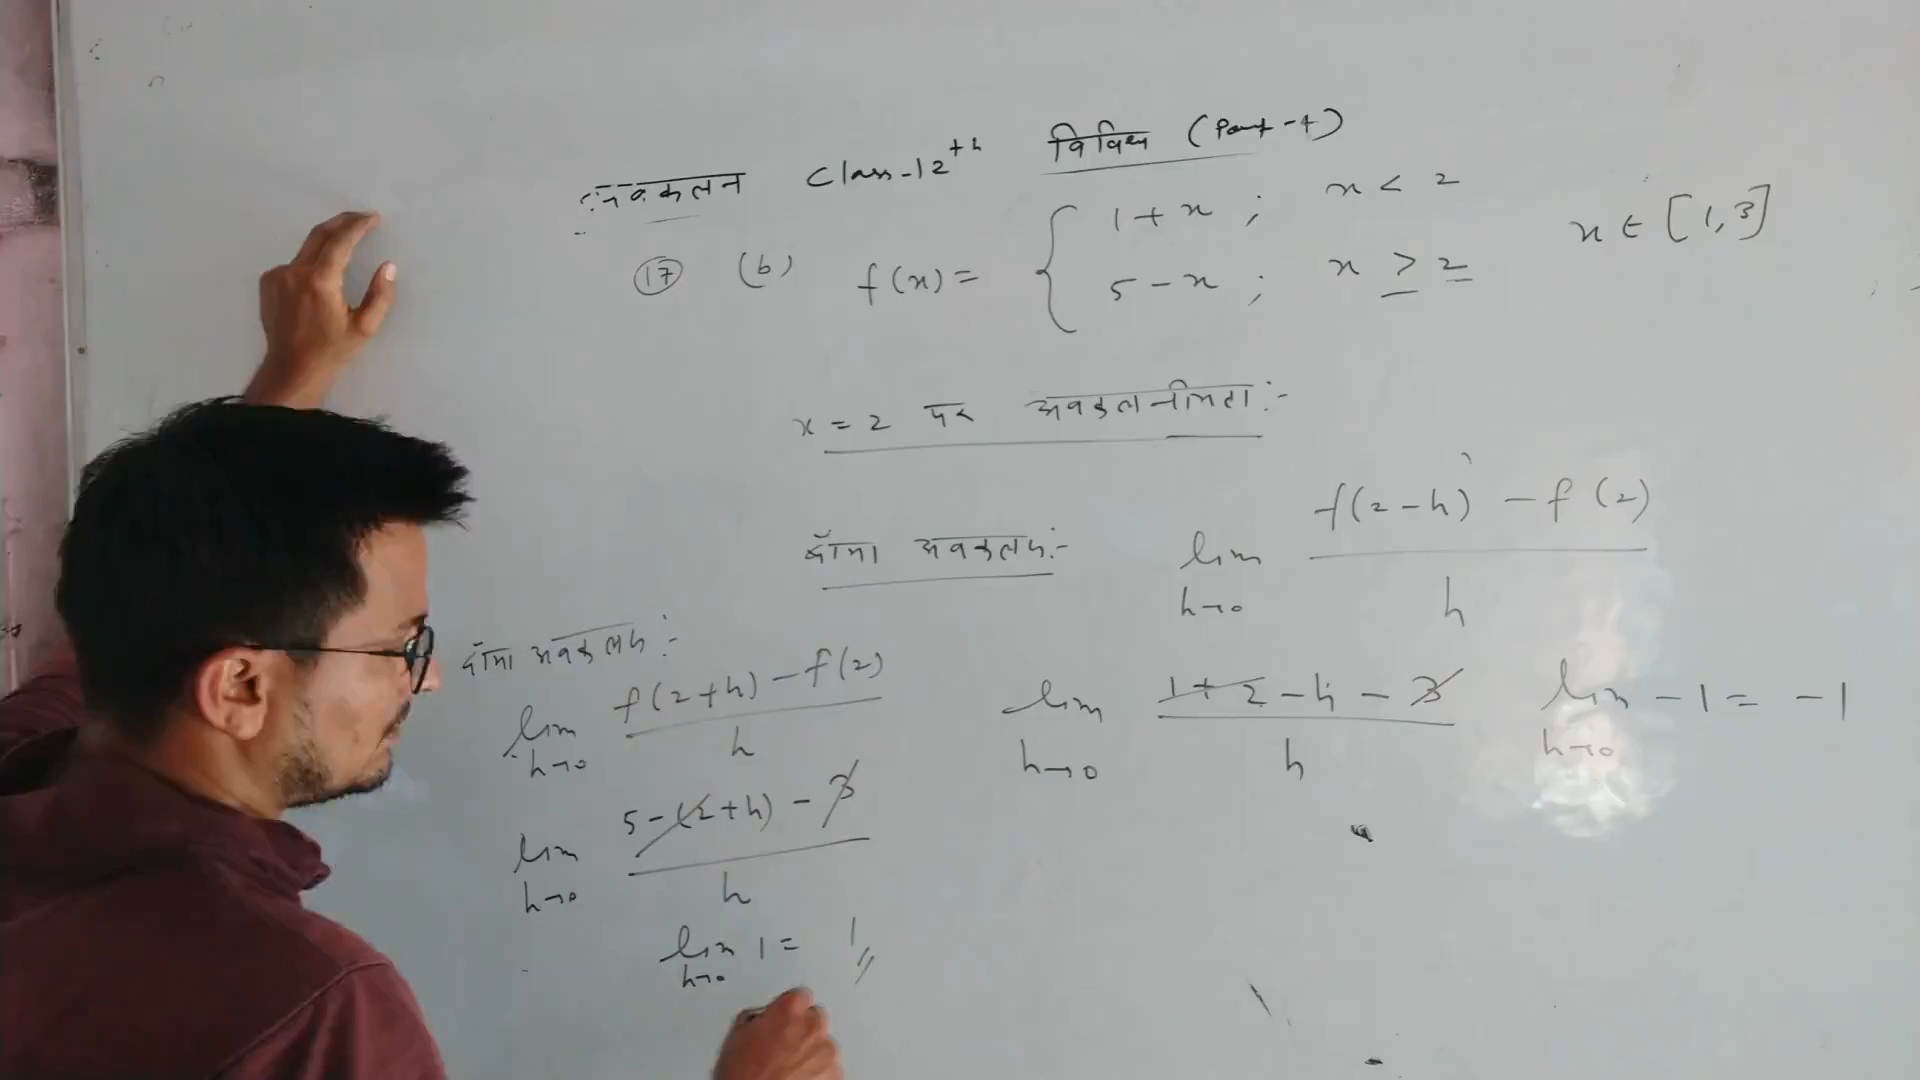 अवकलन Class-12th विविध (Part-4)
(17) (b) f(x) = { 1 + x ; x < 2
5 - x ; x ≥ 2
x ∈ [1, 3]
x = 2 पर अवकलनीयता :-
बाँया अवकलज :- lim h→0 f(2-h) - f(2) / h
lim h→0 1+2-h-3 / h lim h→0 -1 = -1
दाँया अवकलज :-
lim h→0 f(2+h) - f(2) / h
lim h→0 5-(2+h) - 3 / h
lim h→0 1 = 1